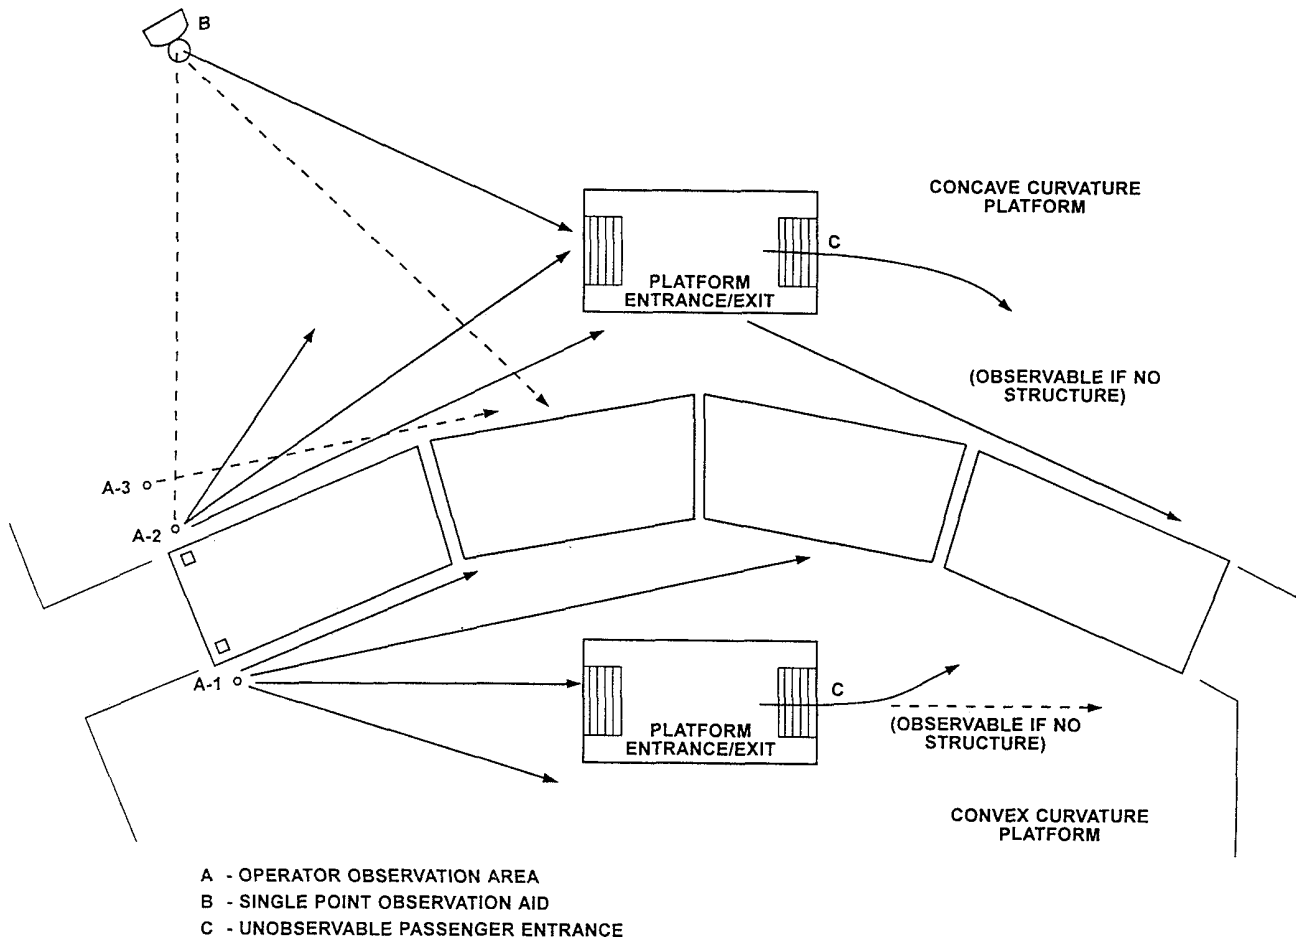 B
CONCAVE CURVATURE
PLATFORM
C
PLATFORM
ENTRANCE/EXIT
(OBSERVABLE IF NO
STRUCTURE)
A-3
A-2
A-1
C
PLATFORM
ENTRANCE/EXIT
(OBSERVABLE IF NO
STRUCTURE)
CONVEX CURVATURE
PLATFORM
A - OPERATOR OBSERVATION AREA
B - SINGLE POINT OBSERVATION AID
C - UNOBSERVABLE PASSENGER ENTRANCE